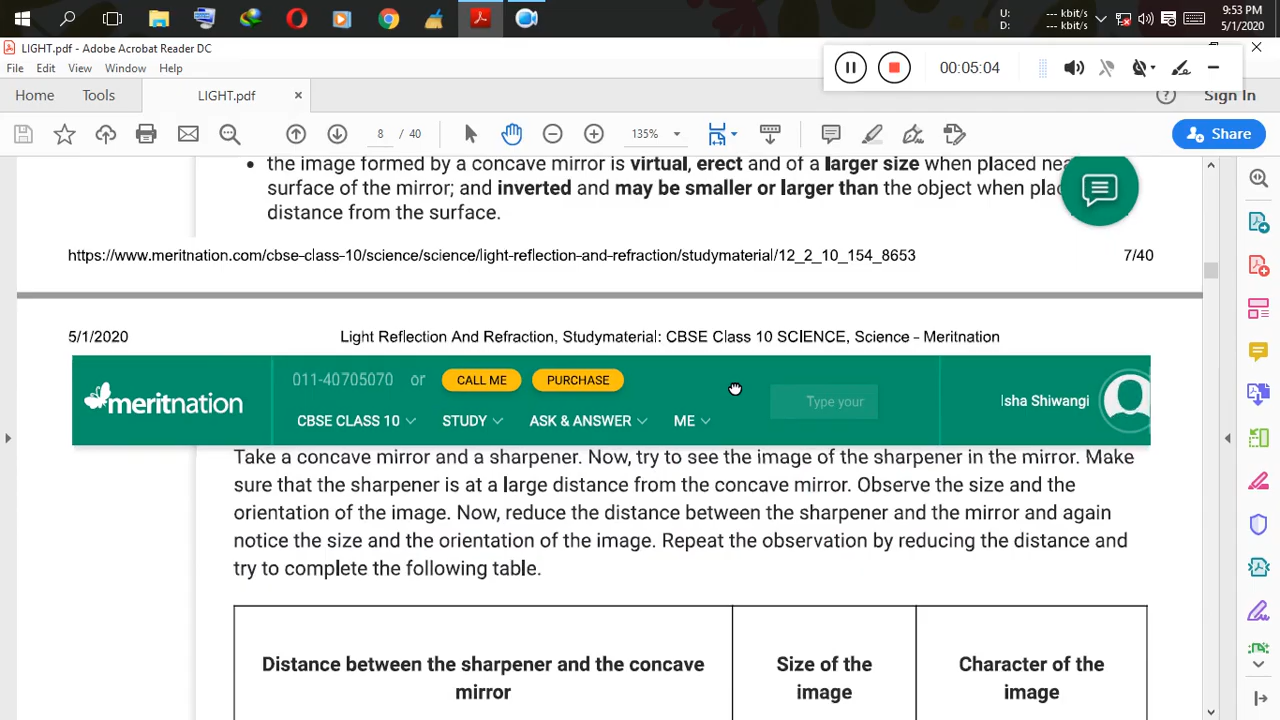 U: --- kbit/s
D: --- kbit/s
9:53 PM
5/1/2020
LIGHT.pdf - Adobe Acrobat Reader DC
File Edit View Window Help
00:05:04
Home Tools LIGHT.pdf × Sign In
8 / 40 135% Share
• the image formed by a concave mirror is virtual, erect and of a larger size when placed nea
surface of the mirror; and inverted and may be smaller or larger than the object when plac
distance from the surface.
https://www.meritnation.com/cbse-class-10/science/science/light-reflection-and-refraction/studymaterial/12_2_10_154_8653 7/40
5/1/2020 Light Reflection And Refraction, Studymaterial: CBSE Class 10 SCIENCE, Science – Meritnation
011-40705070 or CALL ME PURCHASE
meritnation Type your Isha Shiwangi
CBSE CLASS 10 STUDY ASK & ANSWER ME
Take a concave mirror and a sharpener. Now, try to see the image of the sharpener in the mirror. Make
sure that the sharpener is at a large distance from the concave mirror. Observe the size and the
orientation of the image. Now, reduce the distance between the sharpener and the mirror and again
notice the size and the orientation of the image. Repeat the observation by reducing the distance and
try to complete the following table.
Distance between the sharpener and the concave
mirror
Size of the
image
Character of the
image